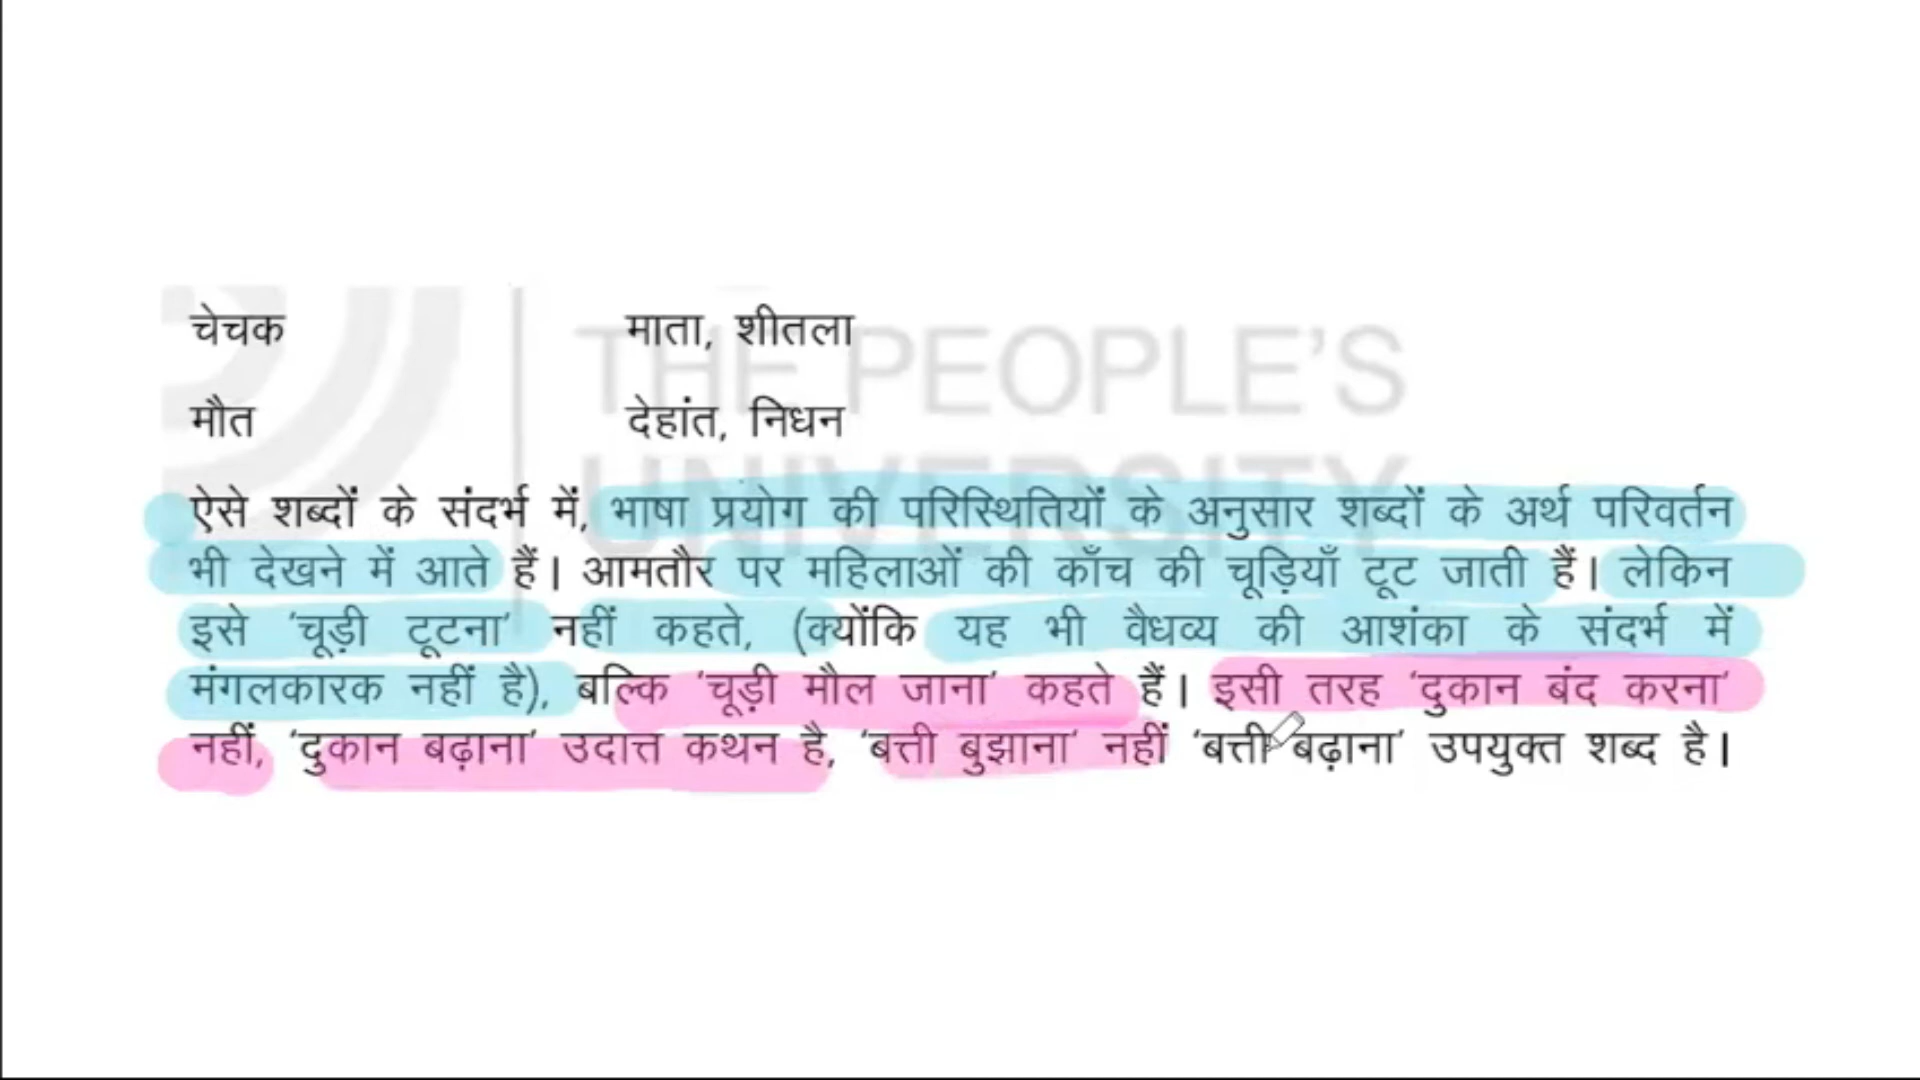 चेचक माता, शीतला
मौत देहांत, निधन
THE PEOPLE'S
UNIVERSITY
ऐसे शब्दों के संदर्भ में, भाषा प्रयोग की परिस्थितियों के अनुसार शब्दों के अर्थ परिवर्तन
भी देखने में आते हैं। आमतौर पर महिलाओं की काँच की चूड़ियाँ टूट जाती हैं। लेकिन
इसे 'चूड़ी टूटना' नहीं कहते, (क्योंकि यह भी वैधव्य की आशंका के संदर्भ में
मंगलकारक नहीं है), बल्कि 'चूड़ी मौल जाना' कहते हैं। इसी तरह 'दुकान बंद करना'
नहीं, 'दुकान बढ़ाना' उदात्त कथन है, 'बत्ती बुझाना' नहीं 'बत्ती बढ़ाना' उपयुक्त शब्द है।